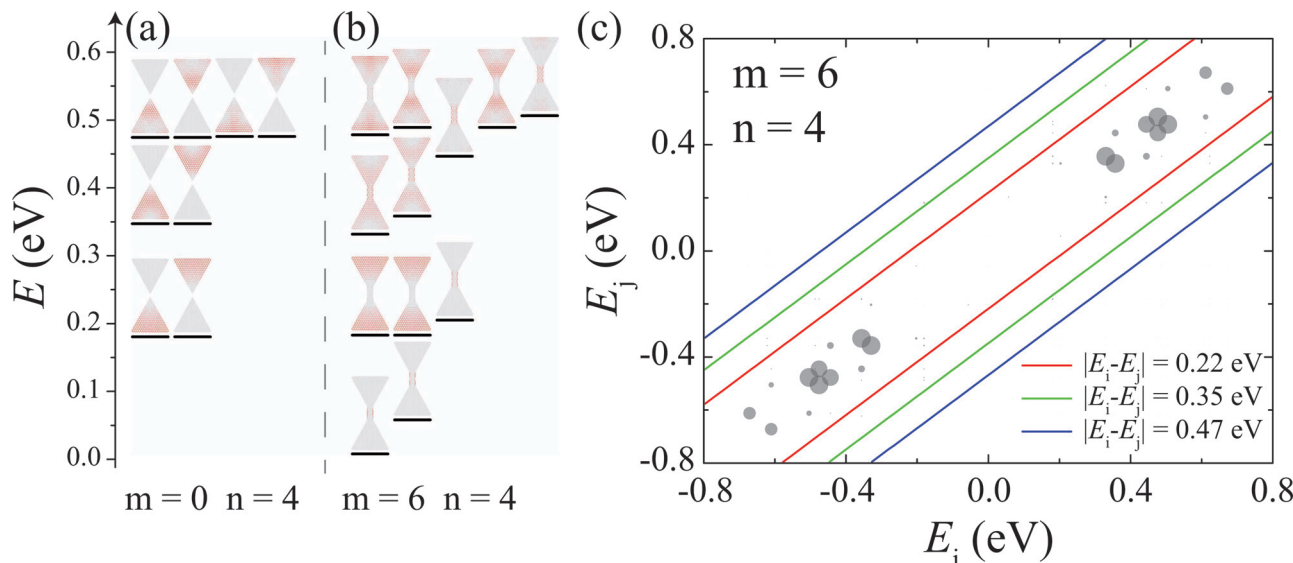 (a)
(b)
(c)
E (eV)
0.6
0.5
0.4
0.3
0.2
0.1
0.0
m = 0 n = 4
m = 6 n = 4
m = 6
n = 4
E_j (eV)
0.8
0.4
0.0
-0.4
-0.8
|E_i-E_j| = 0.22 eV
|E_i-E_j| = 0.35 eV
|E_i-E_j| = 0.47 eV
-0.8 -0.4 0.0 0.4 0.8
E_i (eV)